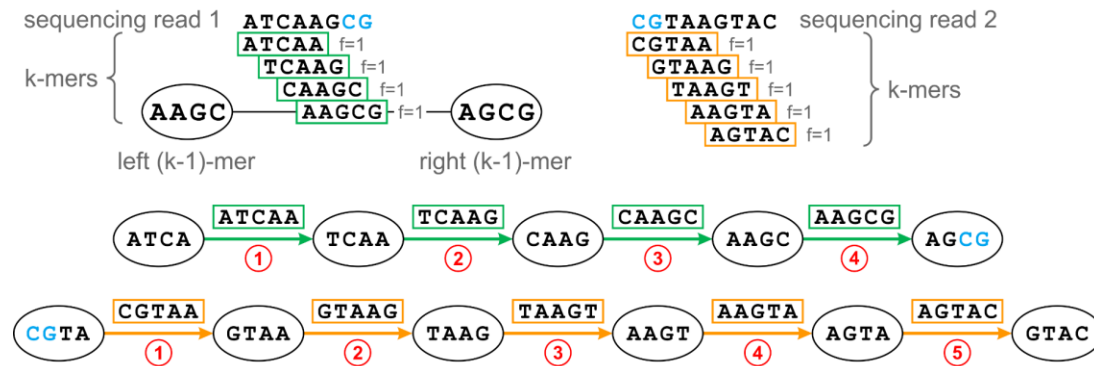 sequencing read 1 ATCAAGCG CGTAAGTAC sequencing read 2
ATCAA f=1 CGTAA f=1
k-mers TCAAG f=1 GTAAG f=1 k-mers
CAAGC f=1 TAAGT f=1
AAGC AAGCG f=1 AGCG AAGTA f=1
AGTAC f=1
left (k-1)-mer right (k-1)-mer
ATCAA TCAAG CAAGC AAGCG
ATCA TCAA CAAG AAGC AGCG
1 2 3 4
CGTAA GTAAG TAAGT AAGTA AGTAC
CGTA GTAA TAAG AAGT AGTA GTAC
1 2 3 4 5